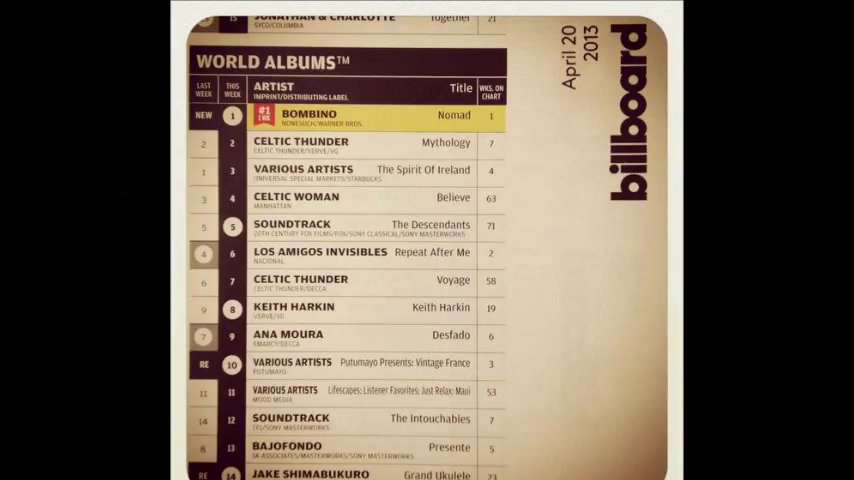 15 JONATHAN & CHARLOTTE Together 21
SYCO/COLUMBIA
April 20
2013
billboard
WORLD ALBUMS™
LAST WEEK THIS WEEK ARTIST Title WKS. ON CHART
IMPRINT/DISTRIBUTING LABEL
NEW 1 #1 1 WK BOMBINO Nomad 1
NONESUCH/WARNER BROS.
2 2 CELTIC THUNDER Mythology 7
CELTIC THUNDER/VERVE/VG
1 3 VARIOUS ARTISTS The Spirit Of Ireland 4
UNIVERSAL SPECIAL MARKETS/STARBUCKS
3 4 CELTIC WOMAN Believe 63
MANHATTAN
5 5 SOUNDTRACK The Descendants 71
20TH CENTURY FOX FILMS/FOX/SONY CLASSICAL/SONY MASTERWORKS
4 6 LOS AMIGOS INVISIBLES Repeat After Me 2
NACIONAL
6 7 CELTIC THUNDER Voyage 58
CELTIC THUNDER/DECCA
9 8 KEITH HARKIN Keith Harkin 19
VERVE/VG
7 9 ANA MOURA Desfado 6
EMARCY/DECCA
RE 10 VARIOUS ARTISTS Putumayo Presents: Vintage France 3
PUTUMAYO
11 11 VARIOUS ARTISTS Lifescapes: Listener Favorites: Just Relax: Maui 53
MOOD MEDIA
14 12 SOUNDTRACK The Intouchables 7
TF1/SONY MASTERWORKS
8 13 BAJOFONDO Presente 5
SK ASSOCIATES/MASTERWORKS/SONY MASTERWORKS
RE 14 JAKE SHIMABUKURO Grand Ukulele 23